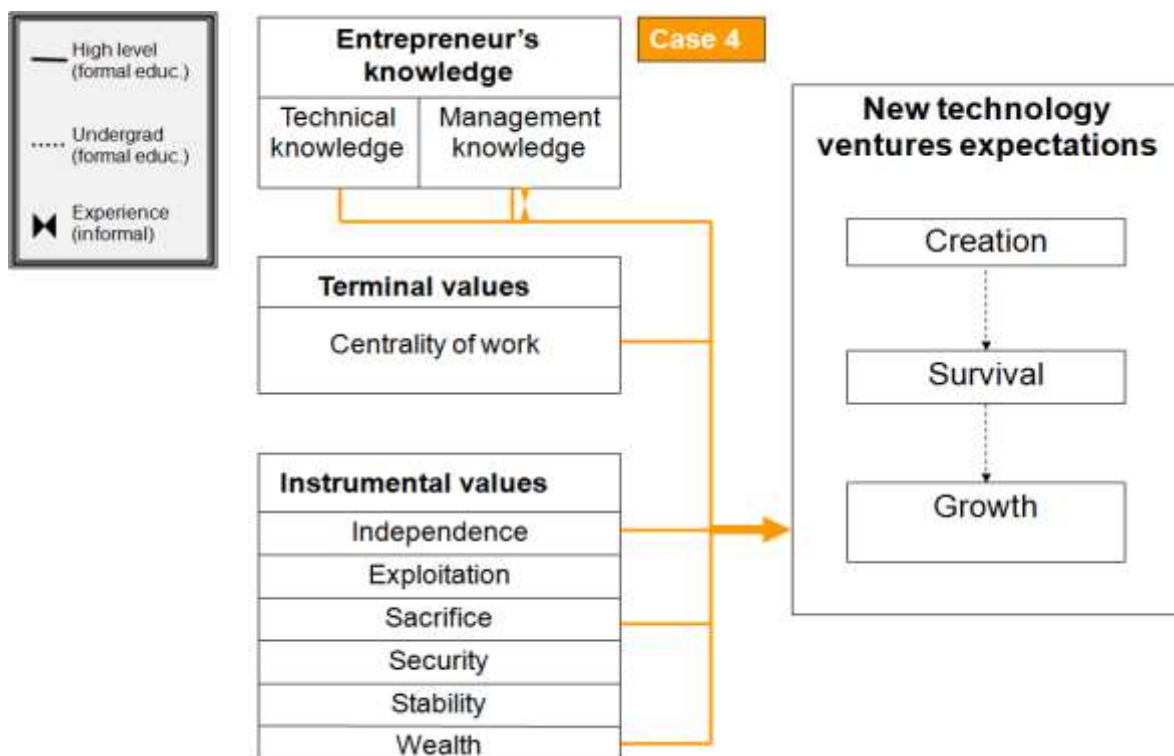 High level
(formal educ.)
Undergrad
(formal educ.)
Experience
(informal)
Entrepreneur's
knowledge
Technical
knowledge
Management
knowledge
Case 4
Terminal values
Centrality of work
Instrumental values
Independence
Exploitation
Sacrifice
Security
Stability
Wealth
New technology
ventures expectations
Creation
Survival
Growth